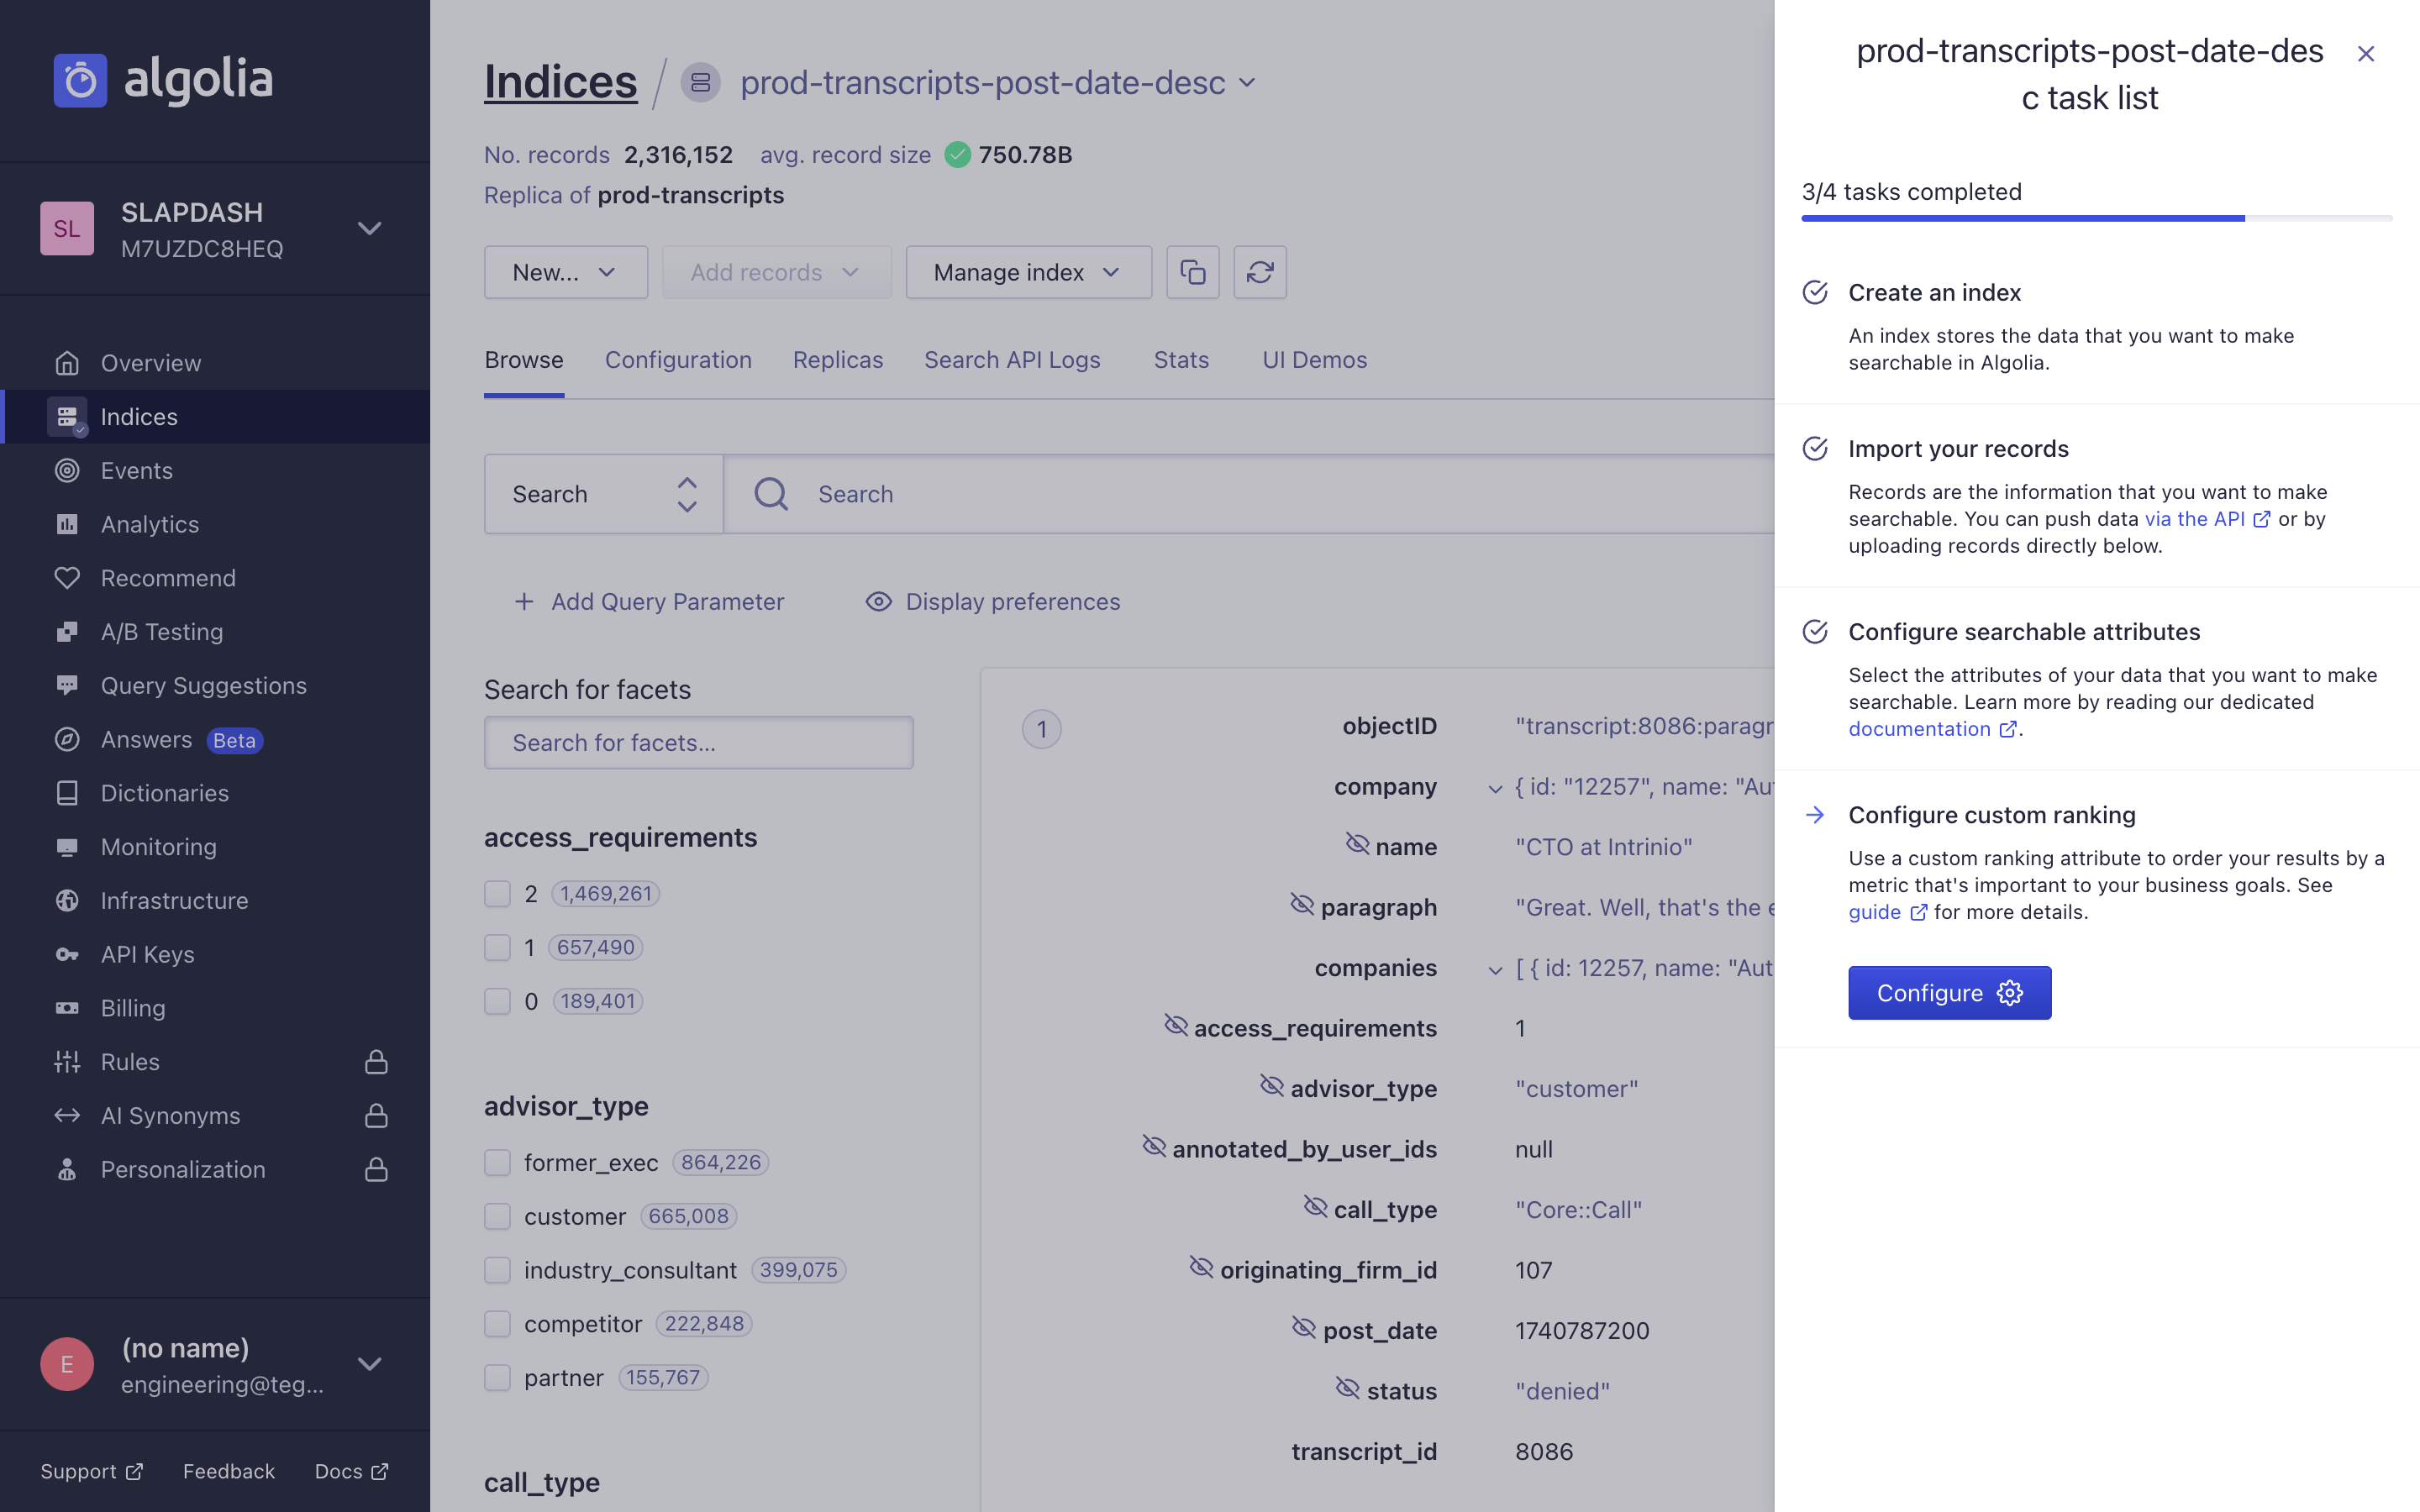 algolia
SL
SLAPDASH
M7UZDC8HEQ
Overview
Indices
Events
Analytics
Recommend
A/B Testing
Query Suggestions
Answers Beta
Dictionaries
Monitoring
Infrastructure
API Keys
Billing
Rules
AI Synonyms
Personalization
E
(no name)
engineering@teg...
Support
Feedback
Docs
Indices / prod-transcripts-post-date-desc
No. records 2,316,152 avg. record size 750.78B
Replica of prod-transcripts
New...
Add records
Manage index
Browse
Configuration
Replicas
Search API Logs
Stats
UI Demos
Search
Search
Add Query Parameter
Display preferences
Search for facets
Search for facets...
access_requirements
2 1,469,261
1 657,490
0 189,401
advisor_type
former_exec 864,226
customer 665,008
industry_consultant 399,075
competitor 222,848
partner 155,767
call_type
1
objectID "transcript:8086:paragr
company { id: "12257", name: "Au
name "CTO at Intrinio"
paragraph "Great. Well, that's the e
companies [ { id: 12257, name: "Aut
access_requirements 1
advisor_type "customer"
annotated_by_user_ids null
call_type "Core::Call"
originating_firm_id 107
post_date 1740787200
status "denied"
transcript_id 8086
prod-transcripts-post-date-des
c task list
3/4 tasks completed
Create an index
An index stores the data that you want to make
searchable in Algolia.
Import your records
Records are the information that you want to make
searchable. You can push data via the API or by
uploading records directly below.
Configure searchable attributes
Select the attributes of your data that you want to make
searchable. Learn more by reading our dedicated
documentation.
Configure custom ranking
Use a custom ranking attribute to order your results by a
metric that's important to your business goals. See
guide for more details.
Configure